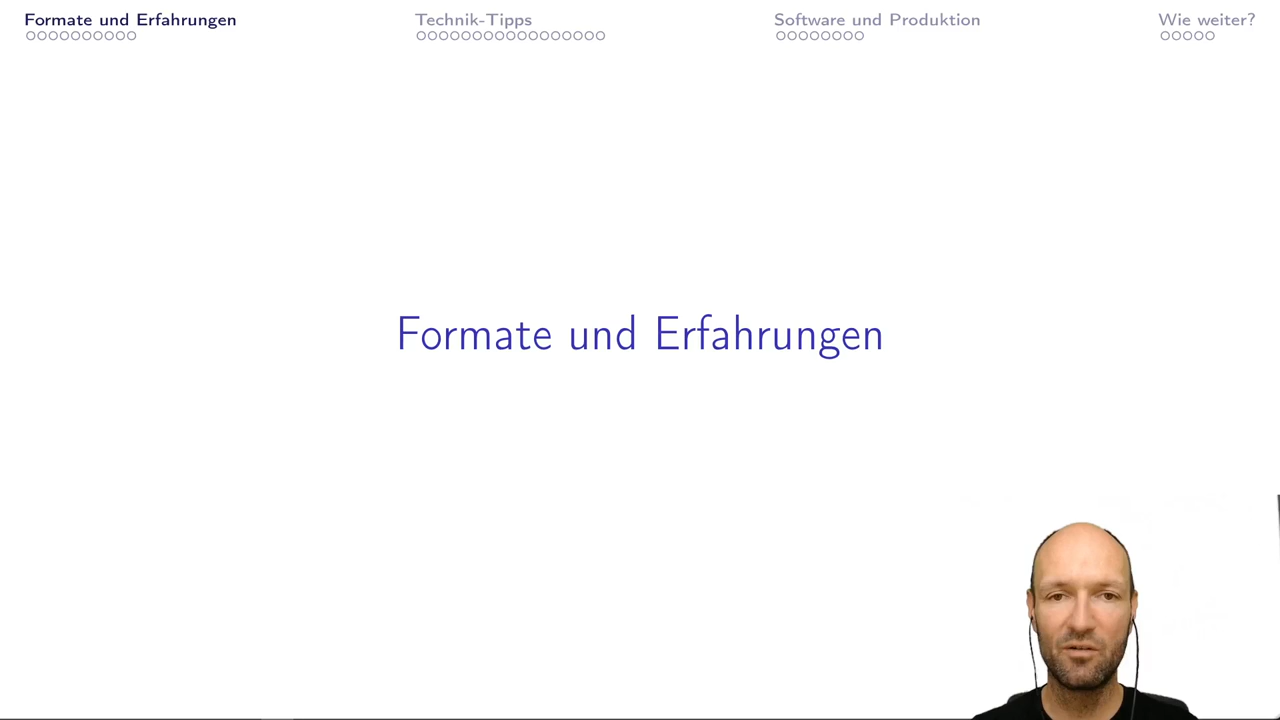 Formate und Erfahrungen
Technik-Tipps
Software und Produktion
Wie weiter?
Formate und Erfahrungen